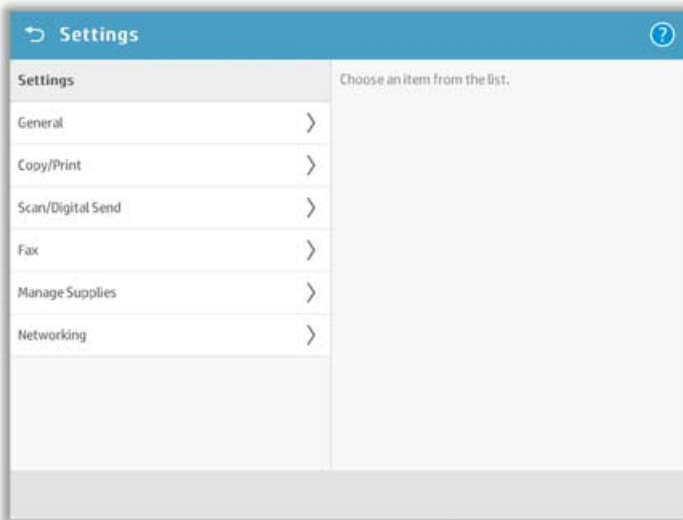 Settings
?
Settings
Choose an item from the list.
General
Copy/Print
Scan/Digital Send
Fax
Manage Supplies
Networking